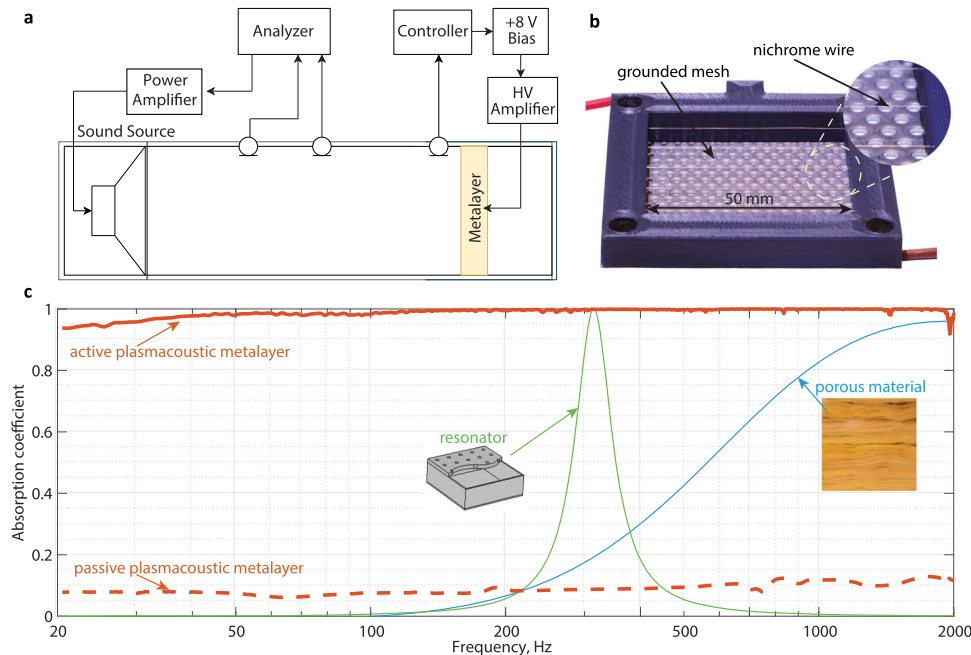 a
Analyzer
Controller
+8 V
Bias
Power
Amplifier
HV
Amplifier
Sound Source
Metalayer
b
nichrome wire
grounded mesh
50 mm
c
Absorption coefficient
1
0.8
0.6
0.4
0.2
0
active plasmacoustic metalayer
porous material
resonator
passive plasmacoustic metalayer
20
50
100
200
500
1000
2000
Frequency, Hz